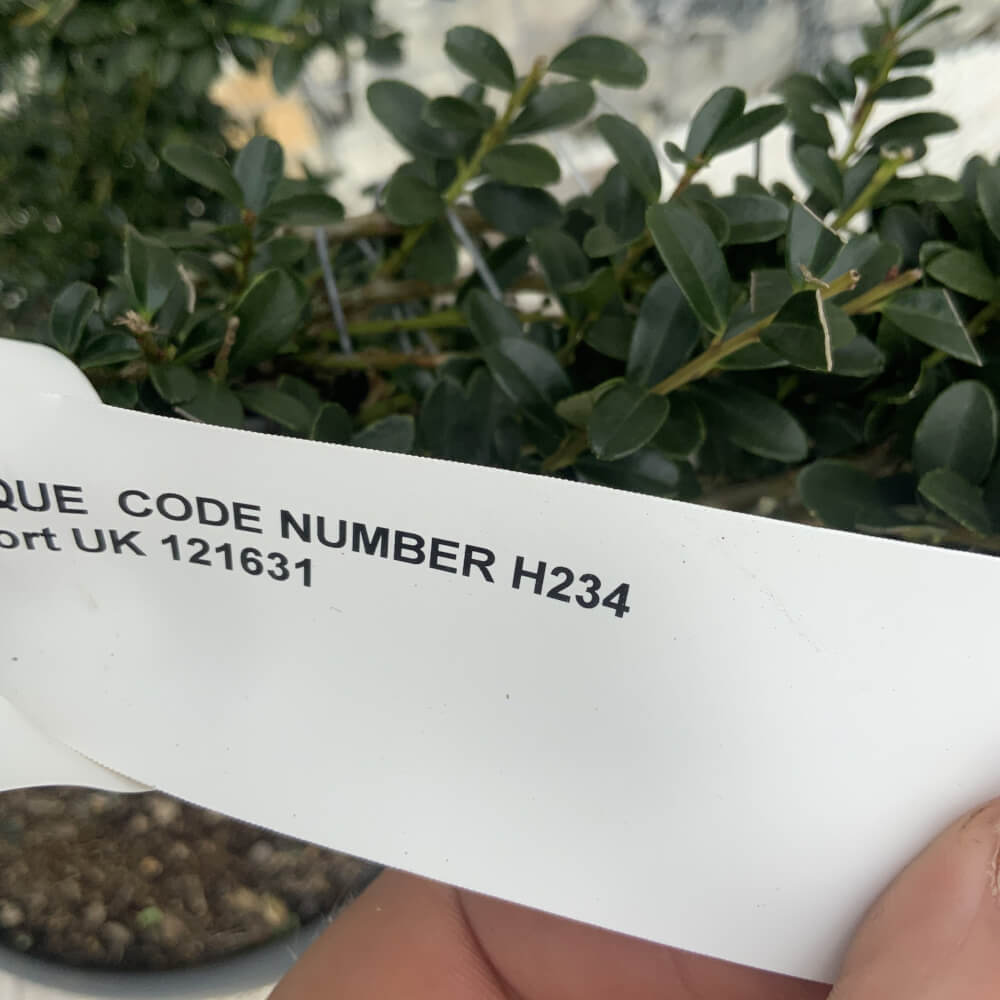 QUE CODE NUMBER H234
ort UK 121631